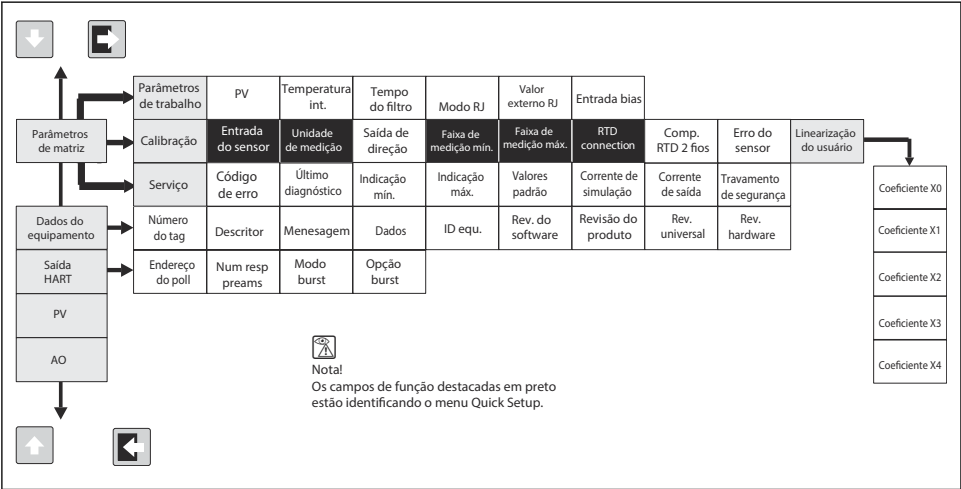 Parâmetros
de trabalho
PV
Temperatura
int.
Tempo
do filtro
Modo RJ
Valor
externo RJ
Entrada bias
Parâmetros
de matriz
Calibração
Entrada
do sensor
Unidade
de medição
Saída de
direção
Faixa de
medição mín.
Faixa de
medição máx.
RTD
connection
Comp.
RTD 2 fios
Erro do
sensor
Linearização
do usuário
Serviço
Código
de erro
Último
diagnóstico
Indicação
mín.
Indicação
máx.
Valores
padrão
Corrente de
simulação
Corrente
de saída
Travamento
de segurança
Coeficiente X0
Dados do
equipamento
Número
do tag
Descritor
Menesagem
Dados
ID equ.
Rev. do
software
Revisão do
produto
Rev.
universal
Rev.
hardware
Coeficiente X1
Saída
HART
Endereço
do poll
Num resp
preams
Modo
burst
Opção
burst
Coeficiente X2
PV
Coeficiente X3
AO
Coeficiente X4
Nota!
Os campos de função destacadas em preto
estão identificando o menu Quick Setup.